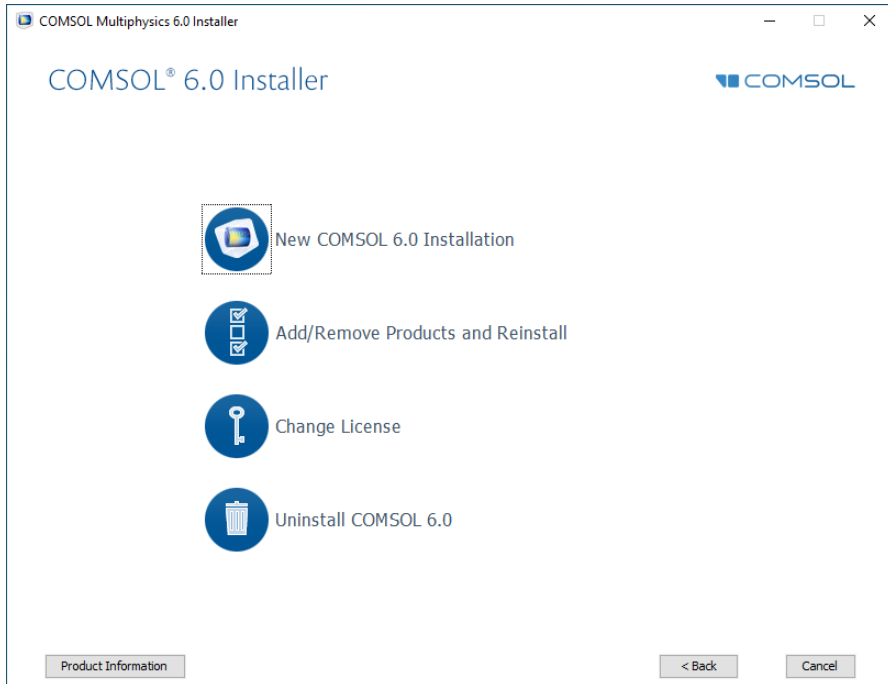 COMSOL Multiphysics 6.0 Installer
COMSOL® 6.0 Installer
COMSOL
New COMSOL 6.0 Installation
Add/Remove Products and Reinstall
Change License
Uninstall COMSOL 6.0
Product Information
< Back
Cancel